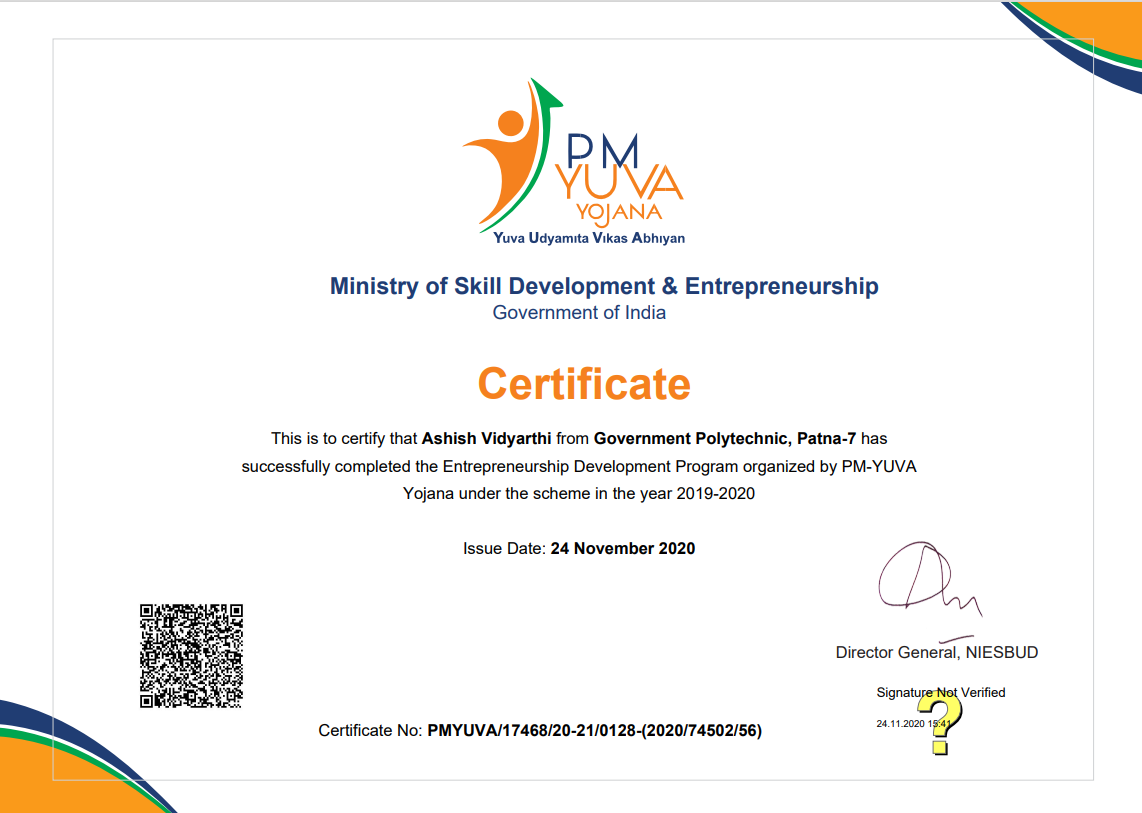 PM
YUVA
YOJANA
Yuva Udyamita Vikas Abhiyan
Ministry of Skill Development & Entrepreneurship
Government of India
Certificate
This is to certify that Ashish Vidyarthi from Government Polytechnic, Patna-7 has
successfully completed the Entrepreneurship Development Program organized by PM-YUVA
Yojana under the scheme in the year 2019-2020
Issue Date: 24 November 2020
Director General, NIESBUD
Signature Not Verified
24.11.2020 15:41
?
Certificate No: PMYUVA/17468/20-21/0128-(2020/74502/56)